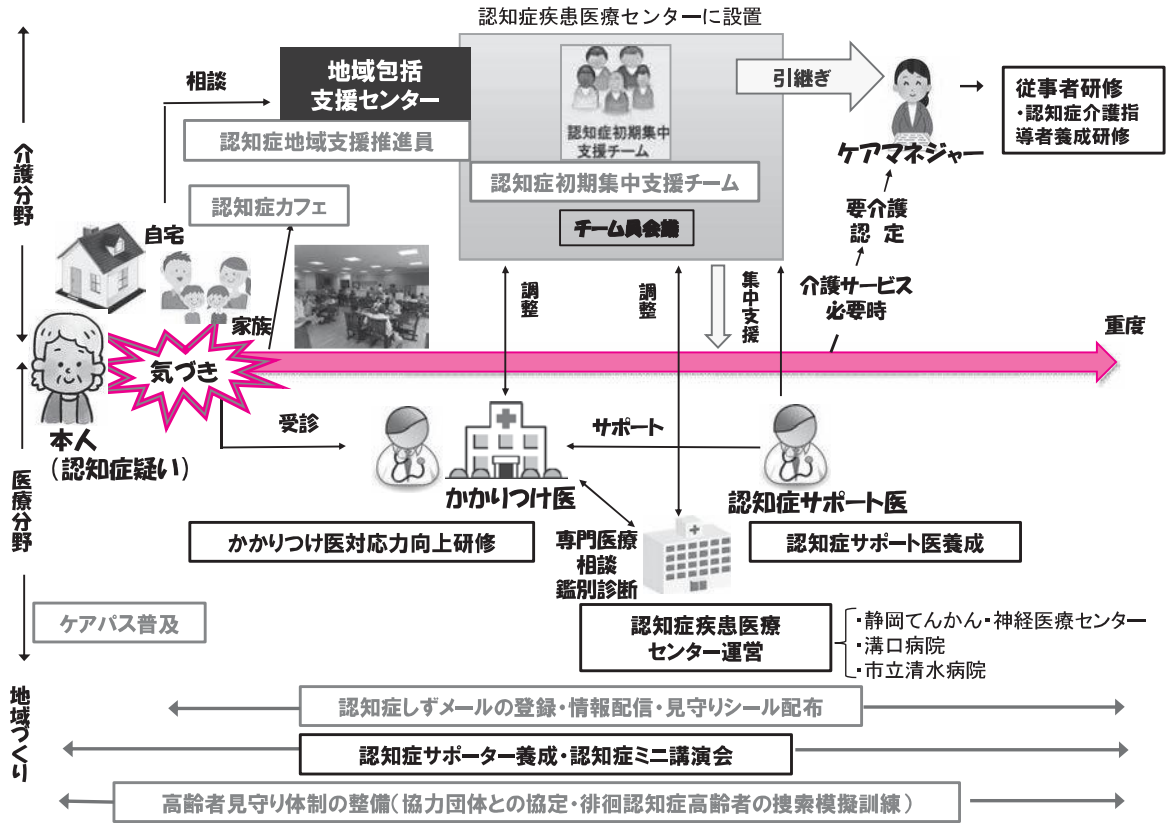 認知症疾患医療センターに設置
介護分野
医療分野
地域づくり
相談
地域包括
支援センター
認知症地域支援推進員
認知症カフェ
自宅
家族
本人
（認知症疑い）
気づき
認知症初期集中
支援チーム
認知症初期集中支援チーム
チーム員会議
引継ぎ
ケアマネジャー
従事者研修
・認知症介護指
導者養成研修
要介護
認 定
介護サービス
必要時
調整
調整
集中支援
重度
受診
かかりつけ医
サポート
認知症サポート医
かかりつけ医対応力向上研修
専門医療
相談
鑑別診断
認知症サポート医養成
ケアパス普及
認知症疾患医療
センター運営
・静岡てんかん・神経医療センター
・溝口病院
・市立清水病院
認知症しずメールの登録・情報配信・見守りシール配布
認知症サポーター養成・認知症ミニ講演会
高齢者見守り体制の整備（協力団体との協定・徘徊認知症高齢者の捜索模擬訓練）